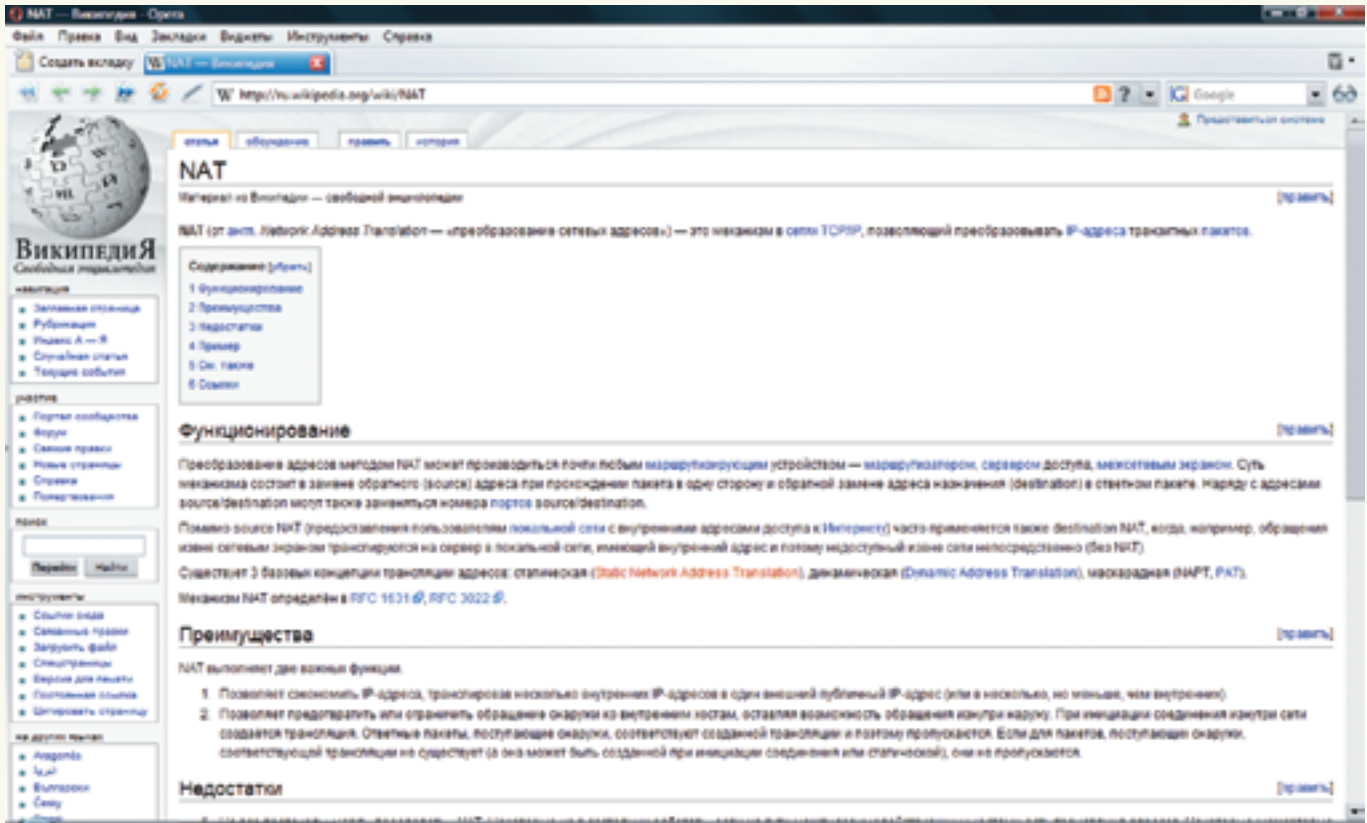 NAT — Википедия - Opera
Файл Правка Вид Закладки Виджеты Инструменты Справка
Создать вкладку
NAT — Википедия
http://ru.wikipedia.org/wiki/NAT
Google
Представиться системе
статья обсуждение править история
ВикипедиЯ
Свободная энциклопедия
NAT
Материал из Википедии — свободной энциклопедии
[править]
NAT (от англ. Network Address Translation — «преобразование сетевых адресов») — это механизм в сетях TCP/IP, позволяющий преобразовывать IP-адреса транзитных пакетов.
Содержание [убрать]
1 Функционирование
2 Преимущества
3 Недостатки
4 Пример
5 См. также
6 Ссылки
навигация
Заглавная страница
Рубрикация
Индекс А — Я
Случайная статья
Текущие события
участие
Портал сообщества
Форум
Свежие правки
Новые страницы
Справка
Пожертвования
поиск
Перейти Найти
инструменты
Ссылки сюда
Связанные правки
Загрузить файл
Спецстраницы
Версия для печати
Постоянная ссылка
Цитировать страницу
на других языках
Aragonés
العربية
Български
Česky
Функционирование
[править]
Преобразование адресов методом NAT может производиться почти любым маршрутизирующим устройством — маршрутизатором, сервером доступа, межсетевым экраном. Суть
механизма состоит в замене обратного (source) адреса при прохождении пакета в одну сторону и обратной замене адреса назначения (destination) в ответном пакете. Наряду с адресами
source/destination могут также заменяться номера портов source/destination.
Помимо source NAT (предоставления пользователям локальной сети с внутренними адресами доступа к Интернету) часто применяется также destination NAT, когда, например, обращения
извне сетевым экраном транслируются на сервер в локальной сети, имеющий внутренний адрес и потому недоступный извне сети непосредственно (без NAT).
Существует 3 базовых концепции трансляции адресов: статическая (Static Network Address Translation), динамическая (Dynamic Address Translation), маскарадная (NAPT, PAT).
Механизм NAT определён в RFC 1631, RFC 3022.
Преимущества
[править]
NAT выполняет две важных функции.
1. Позволяет сэкономить IP-адреса, транслировав несколько внутренних IP-адресов в один внешний публичный IP-адрес (или в несколько, но меньше, чем внутренних).
2. Позволяет предотвратить или ограничить обращение снаружи ко внутренним хостам, оставляя возможность обращения изнутри наружу. При инициации соединения изнутри сети
создаётся трансляция. Ответные пакеты, поступающие снаружи, соответствуют созданной трансляции и поэтому пропускаются. Если для пакетов, поступающих снаружи,
соответствующей трансляции не существует (а она может быть созданной при инициации соединения или статической), они не пропускаются.
Недостатки
[править]